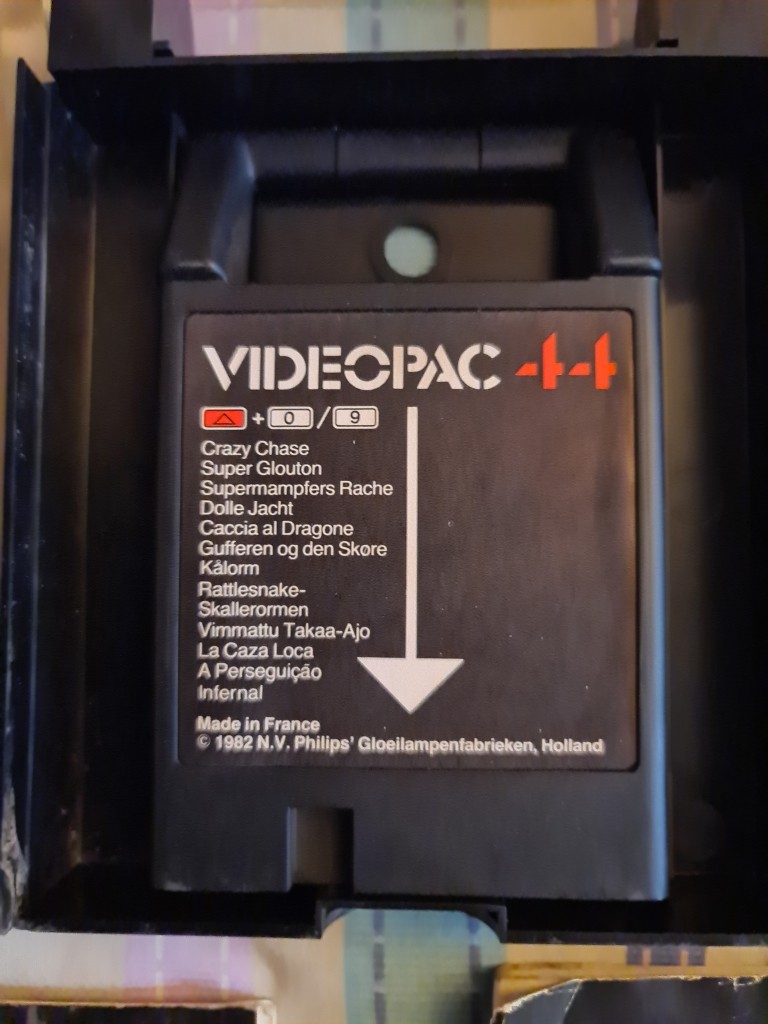 VIDEOPAC 44
+ 0 / 9
Crazy Chase
Super Glouton
Supermampfers Rache
Dolle Jacht
Caccia al Dragone
Gufferen og den Skøre
Kålorm
Rattlesnake-
Skallerormen
Vimmattu Takaa-Ajo
La Caza Loca
A Perseguição
Infernal
Made in France
© 1982 N.V. Philips' Gloeilampenfabrieken, Holland